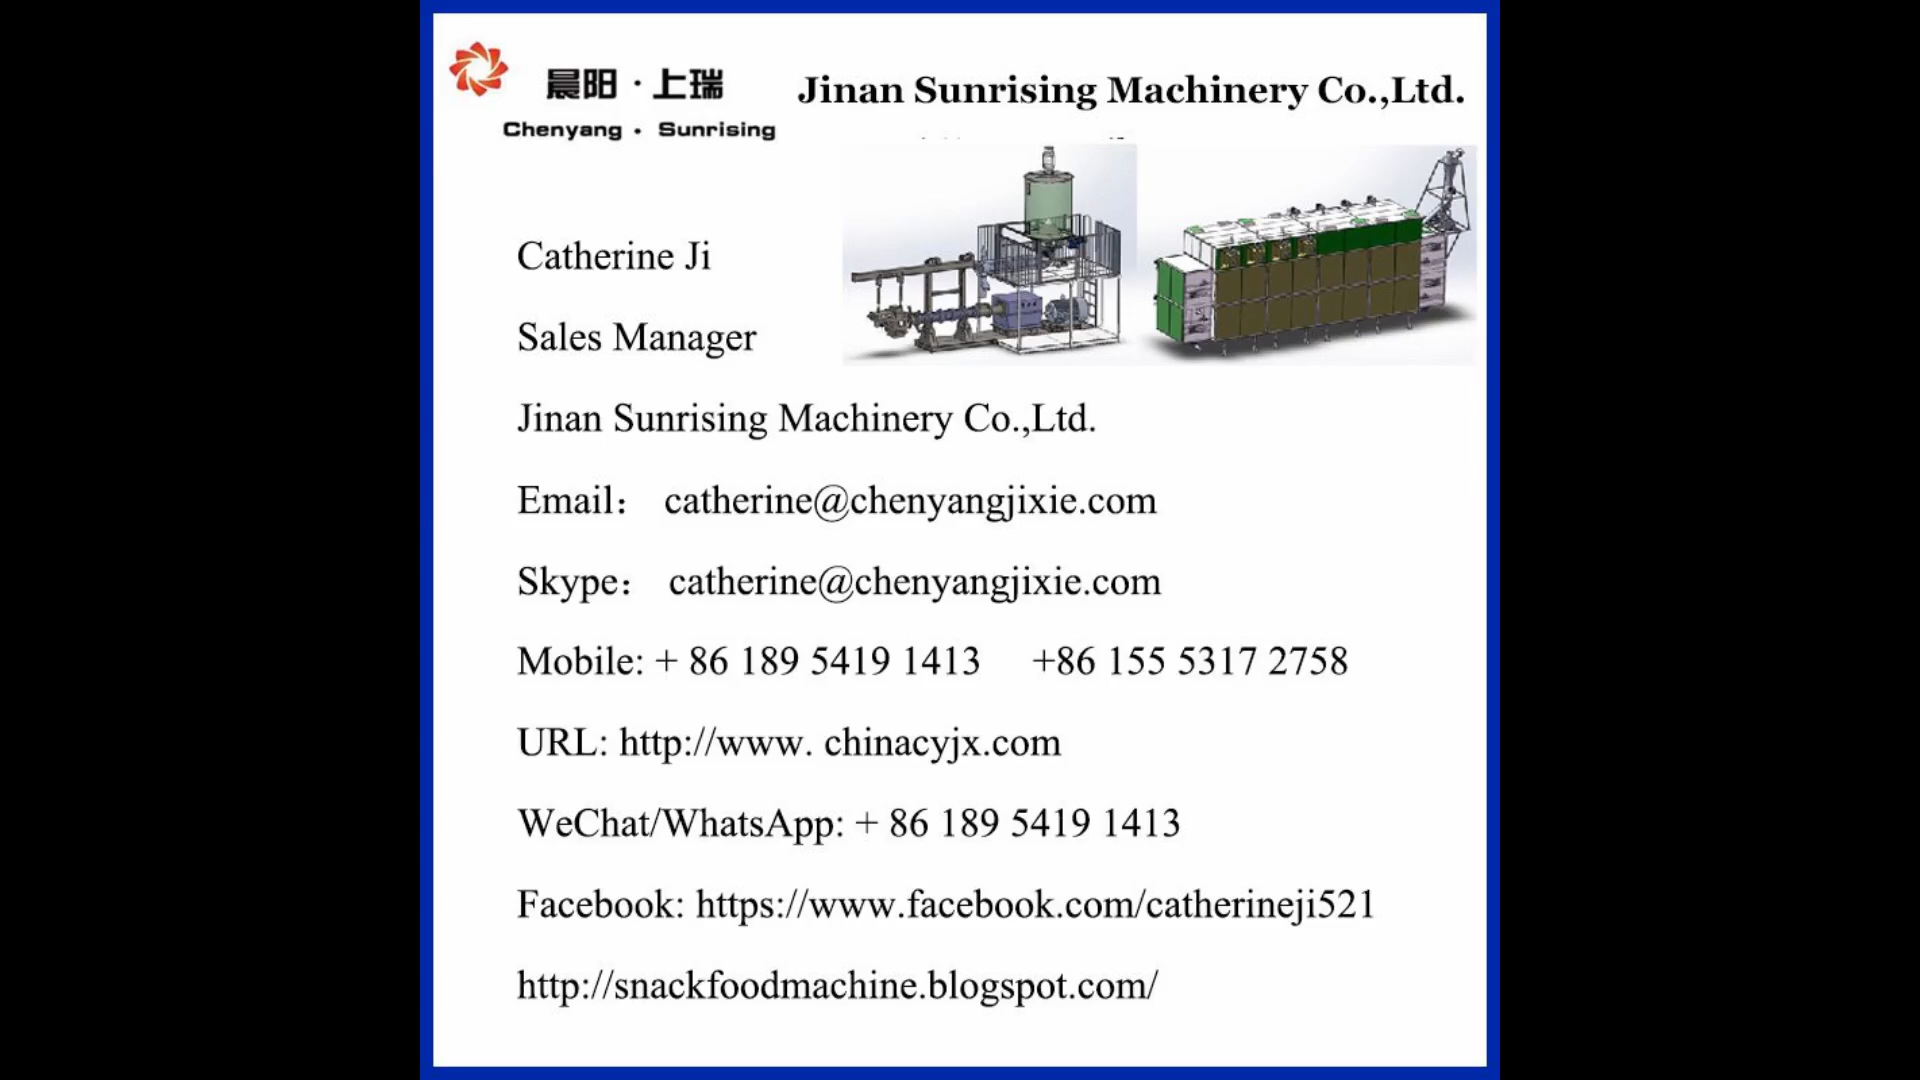 晨阳·上瑞
Chenyang · Sunrising
Jinan Sunrising Machinery Co.,Ltd.
Catherine Ji
Sales Manager
Jinan Sunrising Machinery Co.,Ltd.
Email： catherine@chenyangjixie.com
Skype： catherine@chenyangjixie.com
Mobile: + 86 189 5419 1413 +86 155 5317 2758
URL: http://www. chinacyjx.com
WeChat/WhatsApp: + 86 189 5419 1413
Facebook: https://www.facebook.com/catherineji521
http://snackfoodmachine.blogspot.com/